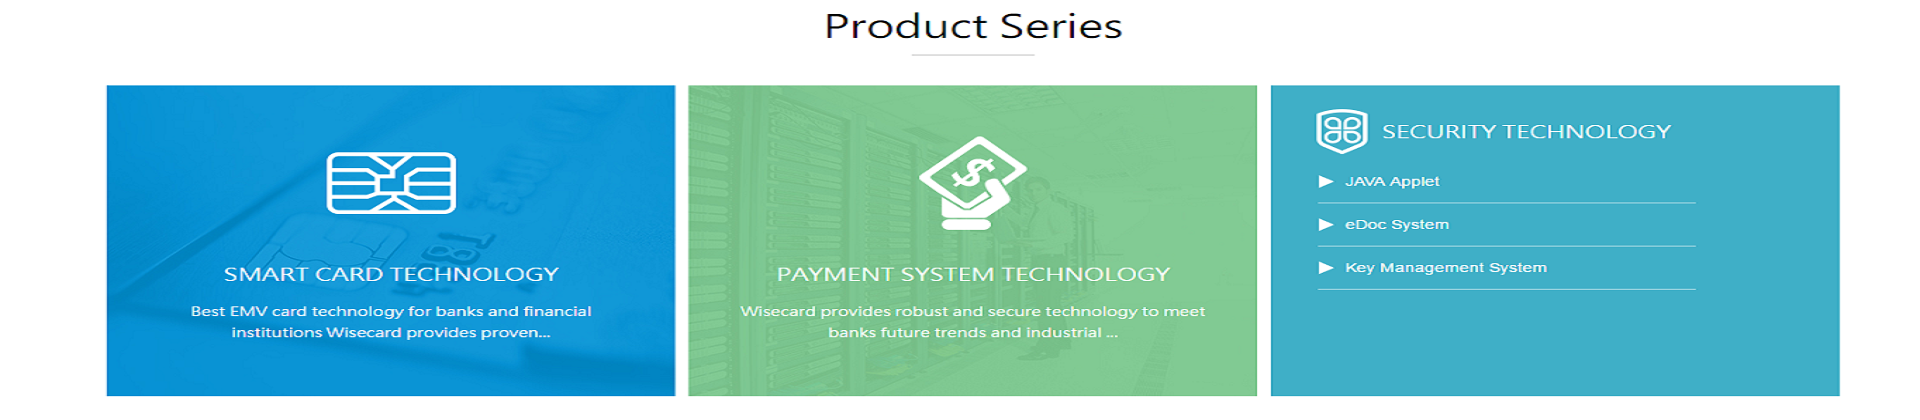 Product Series
SMART CARD TECHNOLOGY
Best EMV card technology for banks and financial
institutions Wisecard provides proven...
PAYMENT SYSTEM TECHNOLOGY
Wisecard provides robust and secure technology to meet
banks future trends and industrial ...
SECURITY TECHNOLOGY
JAVA Applet
eDoc System
Key Management System